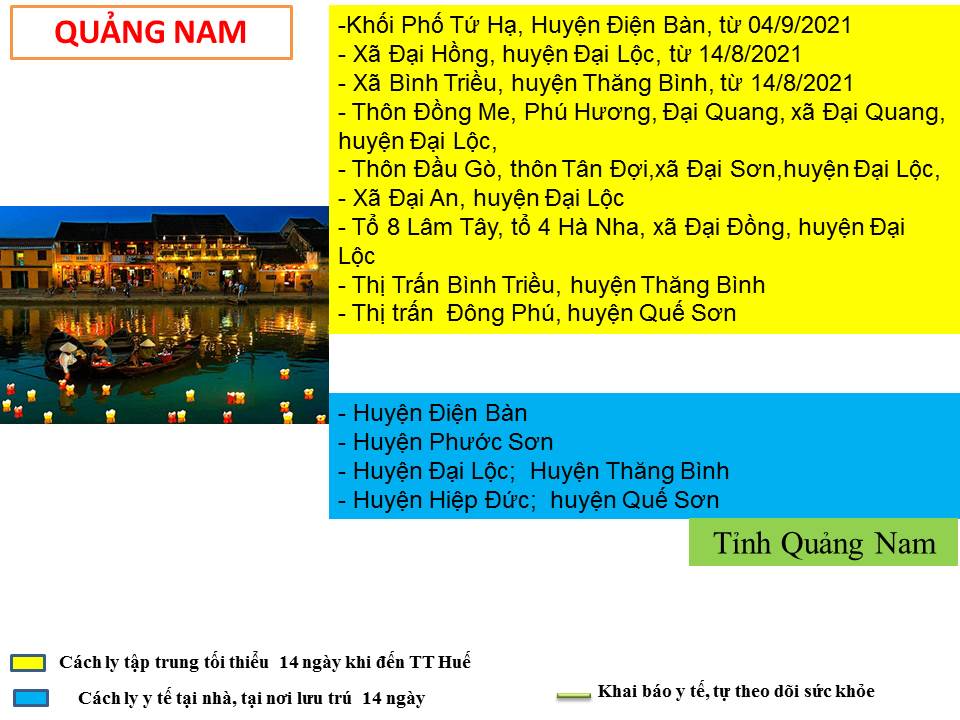 QUẢNG NAM
-Khối Phố Tứ Hạ, Huyện Điện Bàn, từ 04/9/2021
- Xã Đại Hồng, huyện Đại Lộc, từ 14/8/2021
- Xã Bình Triều, huyện Thăng Bình, từ 14/8/2021
- Thôn Đồng Me, Phú Hương, Đại Quang, xã Đại Quang,
huyện Đại Lộc,
- Thôn Đầu Gò, thôn Tân Đợi,xã Đại Sơn,huyện Đại Lộc,
- Xã Đại An, huyện Đại Lộc
- Tổ 8 Lâm Tây, tổ 4 Hà Nha, xã Đại Đồng, huyện Đại
Lộc
- Thị Trấn Bình Triều, huyện Thăng Bình
- Thị trấn  Đông Phú, huyện Quế Sơn
- Huyện Điện Bàn
- Huyện Phước Sơn
- Huyện Đại Lộc;  Huyện Thăng Bình
- Huyện Hiệp Đức;  huyện Quế Sơn
Tỉnh Quảng Nam
Cách ly tập trung tối thiểu  14 ngày khi đến TT Huế
Cách ly y tế tại nhà, tại nơi lưu trú  14 ngày
Khai báo y tế, tự theo dõi sức khỏe